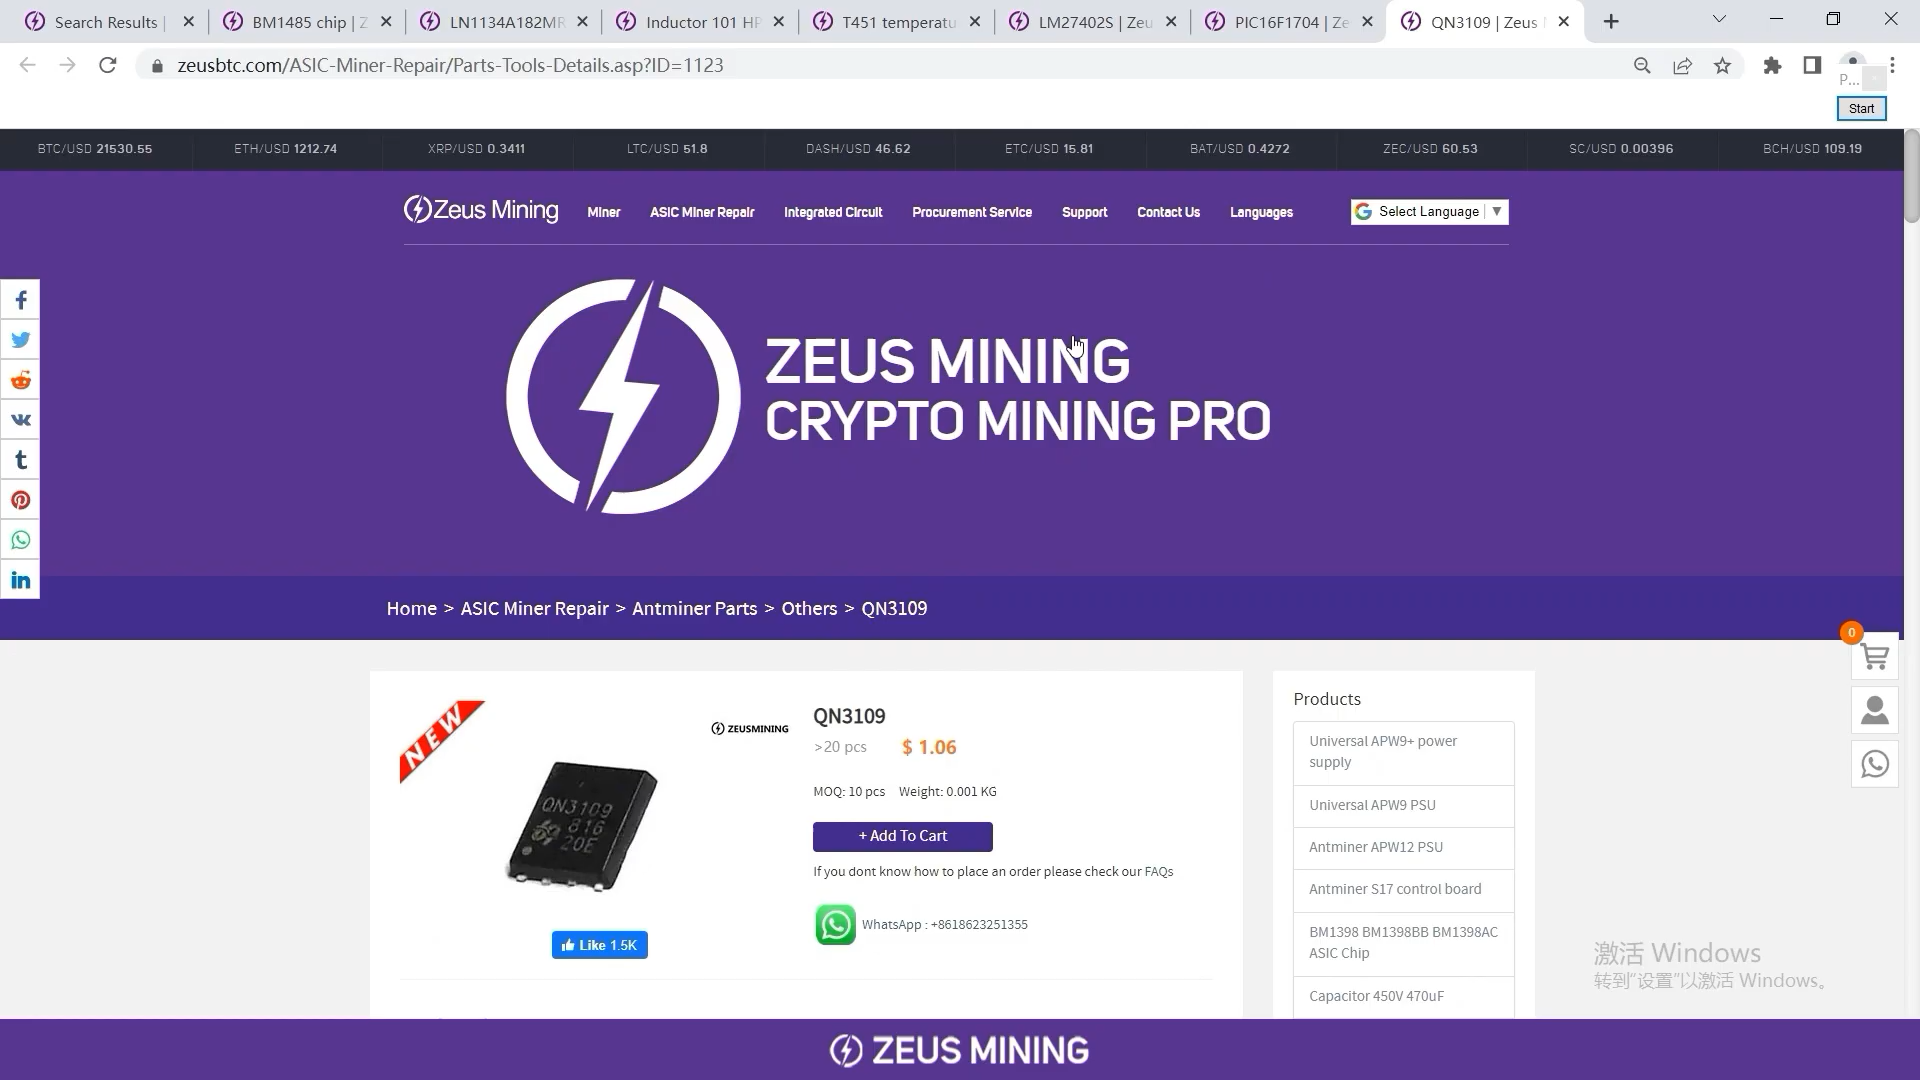 Search Results |
BM1485 chip | Z
LN1134A182MR
Inductor 101 HP
T451 temperatu
LM27402S | Zeu
PIC16F1704 | Ze
QN3109 | Zeus
zeusbtc.com/ASIC-Miner-Repair/Parts-Tools-Details.asp?ID=1123
P...
Start
BTC/USD 21530.55
ETH/USD 1212.74
XRP/USD 0.3411
LTC/USD 51.8
DASH/USD 46.62
ETC/USD 15.81
BAT/USD 0.4272
ZEC/USD 60.53
SC/USD 0.00396
BCH/USD 109.19
Zeus Mining
Miner
ASIC Miner Repair
Integrated Circuit
Procurement Service
Support
Contact Us
Languages
Select Language
ZEUS MINING
CRYPTO MINING PRO
Home > ASIC Miner Repair > Antminer Parts > Others > QN3109
0
NEW
ZEUSMINING
QN3109
816
20E
Like 1.5K
QN3109
>20 pcs $ 1.06
MOQ: 10 pcs Weight: 0.001 KG
+ Add To Cart
If you dont know how to place an order please check our FAQs
WhatsApp : +8618623251355
Products
Universal APW9+ power
supply
Universal APW9 PSU
Antminer APW12 PSU
Antminer S17 control board
BM1398 BM1398BB BM1398AC
ASIC Chip
Capacitor 450V 470uF
激活 Windows
转到"设置"以激活 Windows。
ZEUS MINING